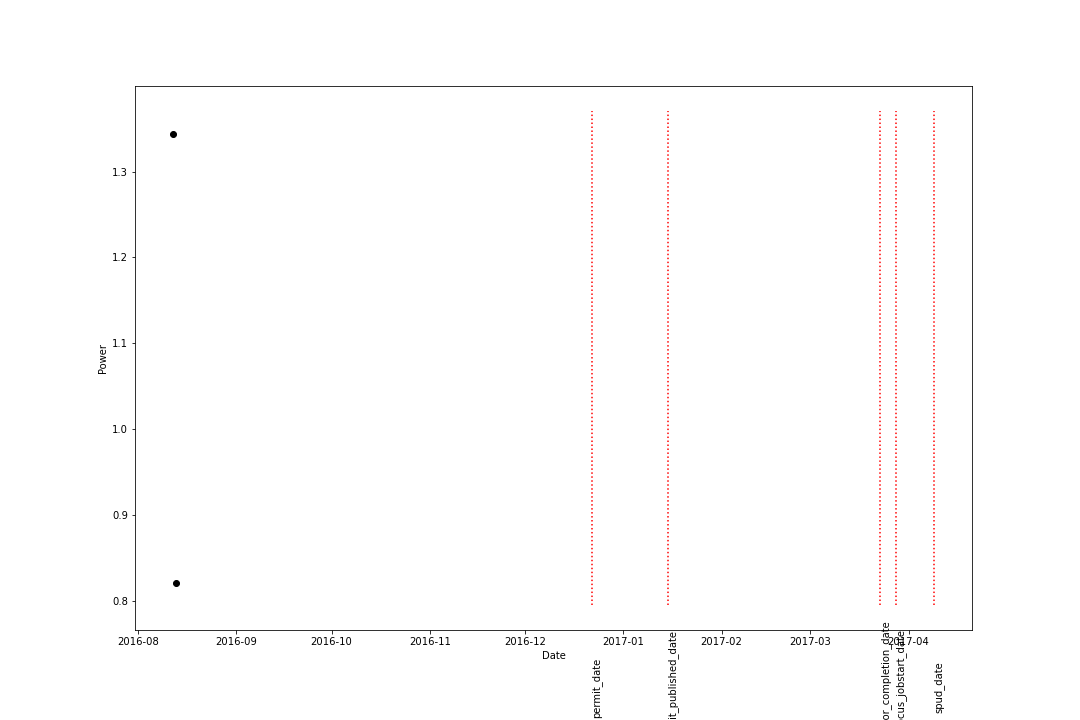 1.3
1.2
1.1
1.0
0.9
0.8
Power
2016-08 2016-09 2016-10 2016-11 2016-12 2017-01 2017-02 2017-03 2017-04
Date
permit_date
it_published_date
or_completion_date
ocus_jobstart_date
spud_date